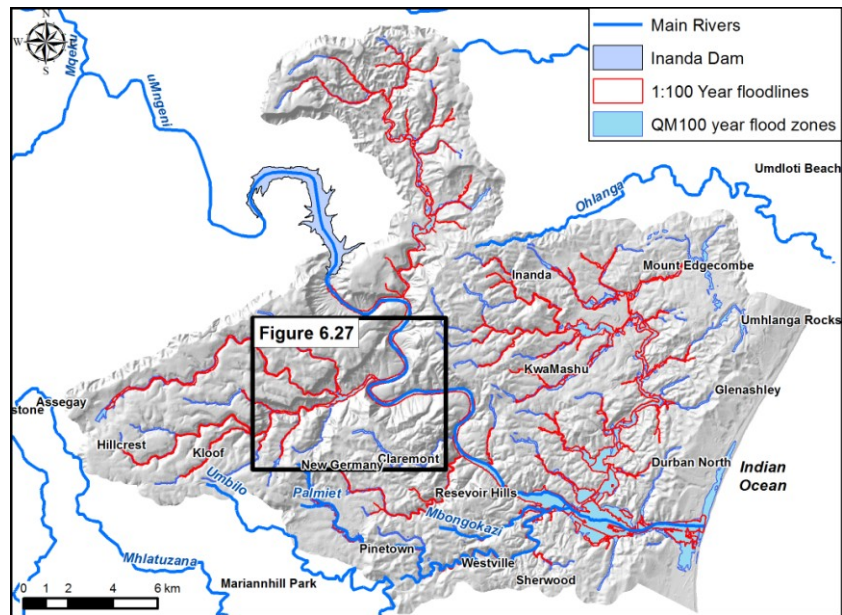 N
W
E
S
Main Rivers
Inanda Dam
1:100 Year floodlines
QM100 year flood zones
Mqeku
uMngeni
Umdloti Beach
Ohlanga
Inanda
Mount Edgecombe
Umhlanga Rocks
Figure 6.27
KwaMashu
Glenashley
Assegay
stone
Hillcrest
Kloof
New Germany
Claremont
Durban North
Indian
Ocean
Umbilo
Palmiet
Resevoir Hills
Mbongokazi
Pinetown
Westville
Mhlatuzana
Mariannhill Park
Sherwood
0 1 2 4 6 km